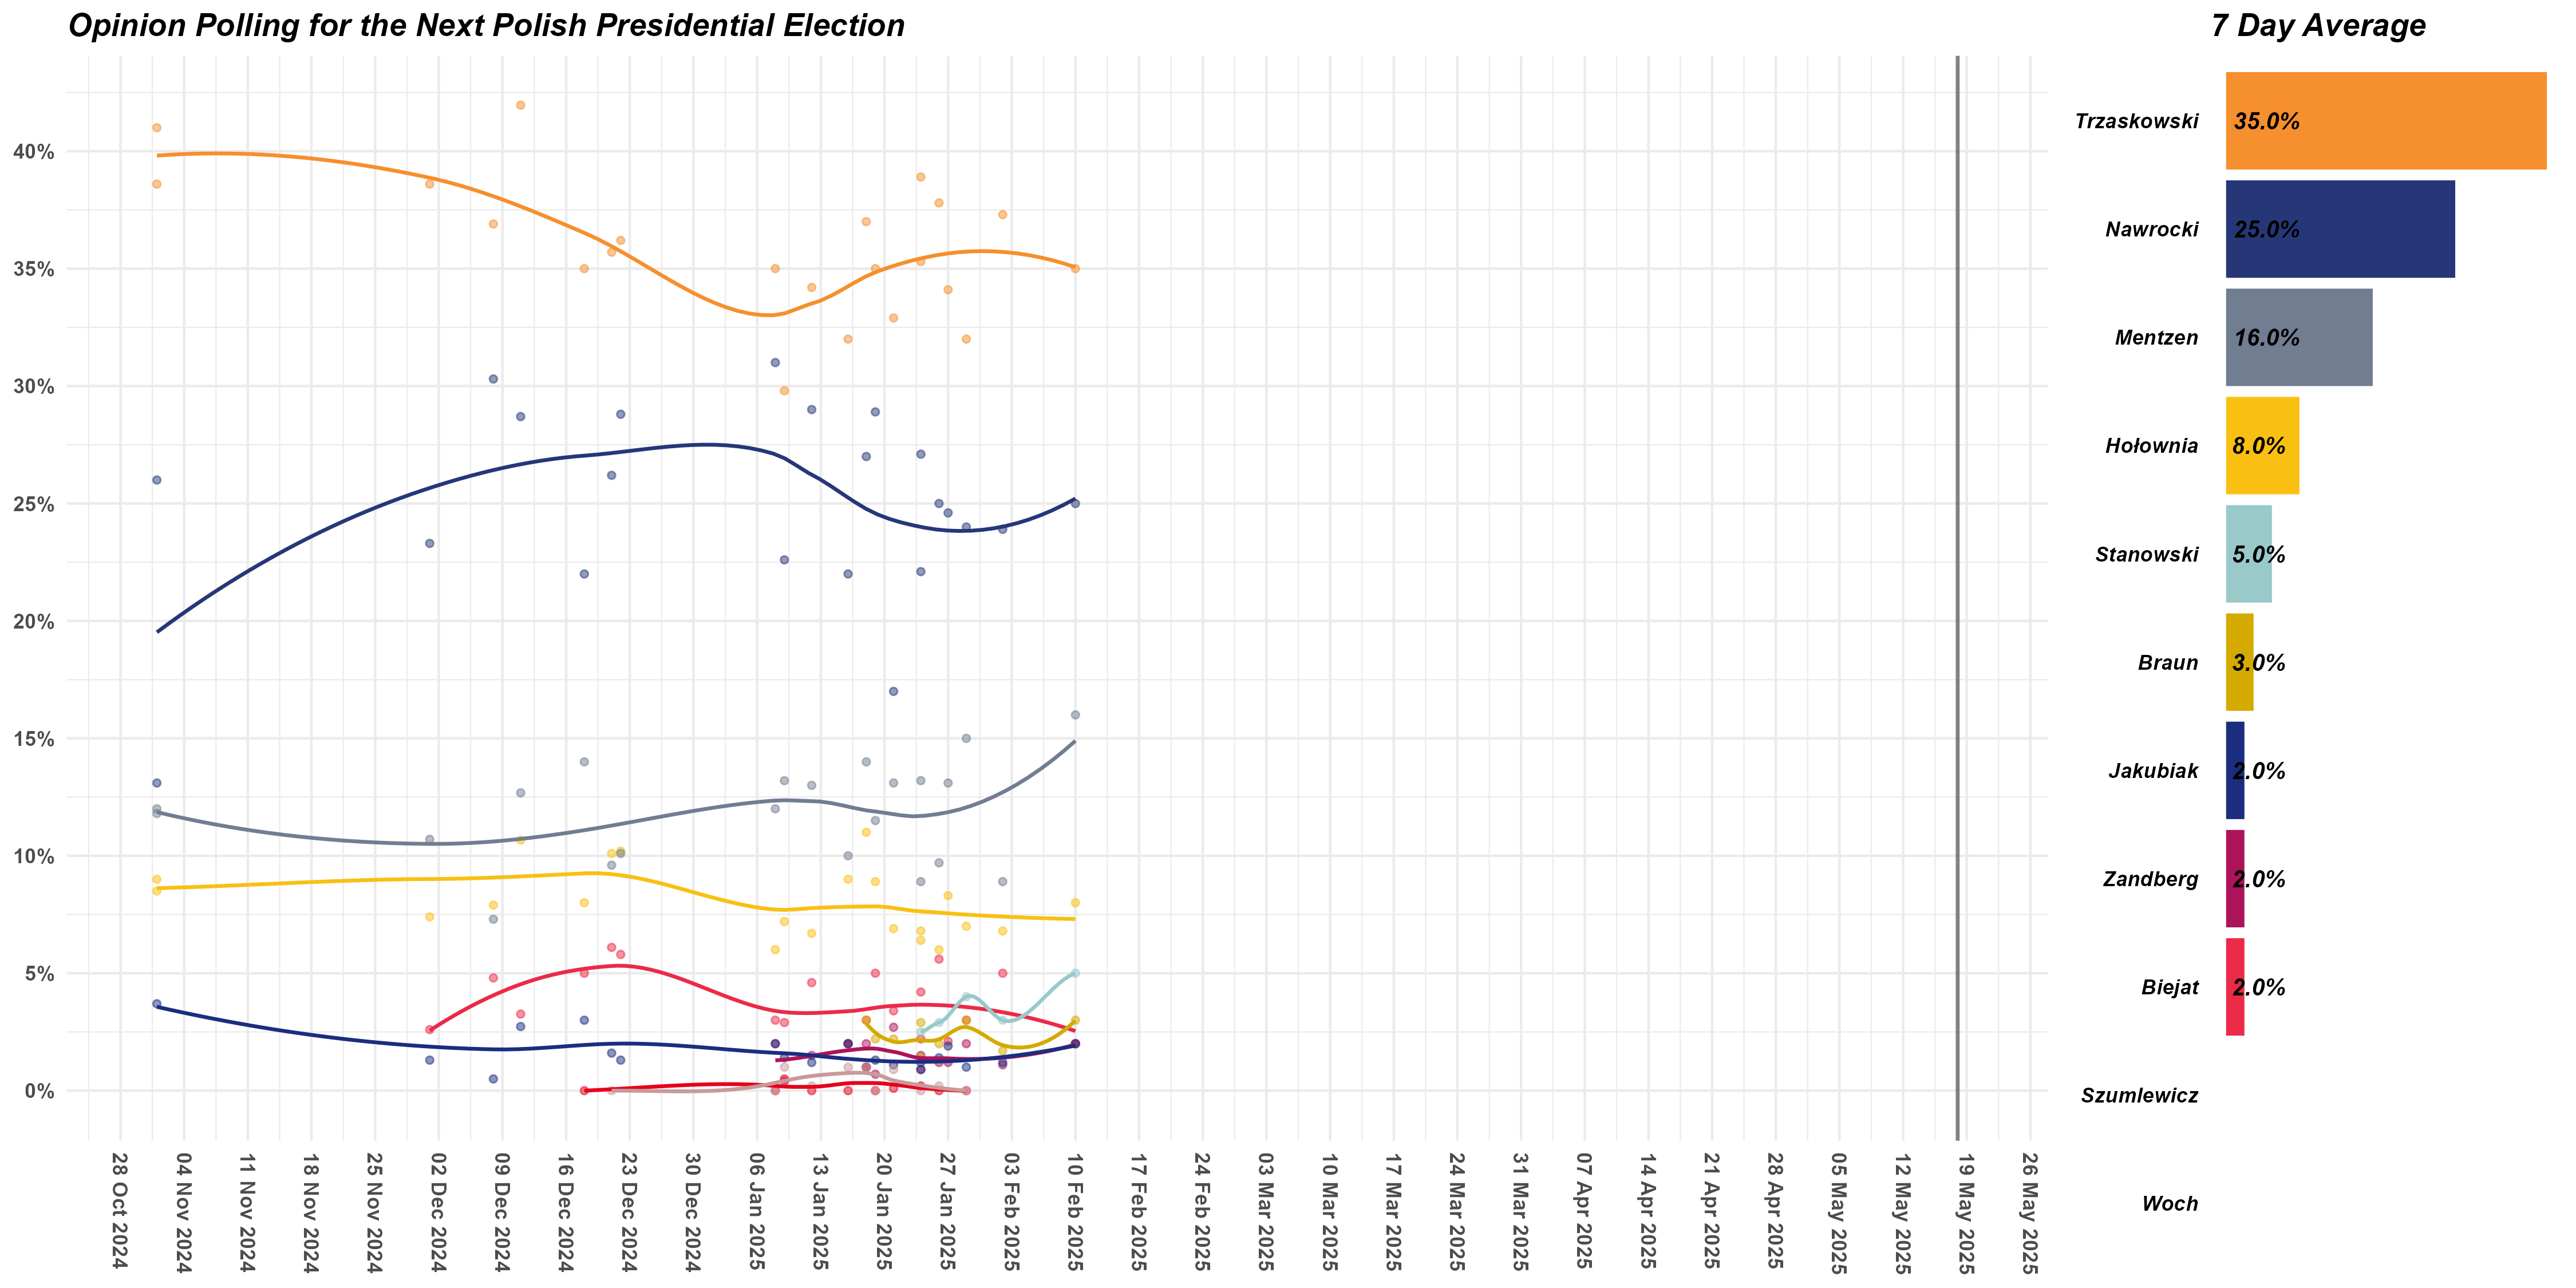 Opinion Polling for the Next Polish Presidential Election
7 Day Average
40%
35%
30%
25%
20%
15%
10%
5%
0%
28 Oct 2024
04 Nov 2024
11 Nov 2024
18 Nov 2024
25 Nov 2024
02 Dec 2024
09 Dec 2024
16 Dec 2024
23 Dec 2024
30 Dec 2024
06 Jan 2025
13 Jan 2025
20 Jan 2025
27 Jan 2025
03 Feb 2025
10 Feb 2025
17 Feb 2025
24 Feb 2025
03 Mar 2025
10 Mar 2025
17 Mar 2025
24 Mar 2025
31 Mar 2025
07 Apr 2025
14 Apr 2025
21 Apr 2025
28 Apr 2025
05 May 2025
12 May 2025
19 May 2025
26 May 2025
Trzaskowski 35.0%
Nawrocki 25.0%
Mentzen 16.0%
Hołownia 8.0%
Stanowski 5.0%
Braun 3.0%
Jakubiak 2.0%
Zandberg 2.0%
Biejat 2.0%
Szumlewicz
Woch